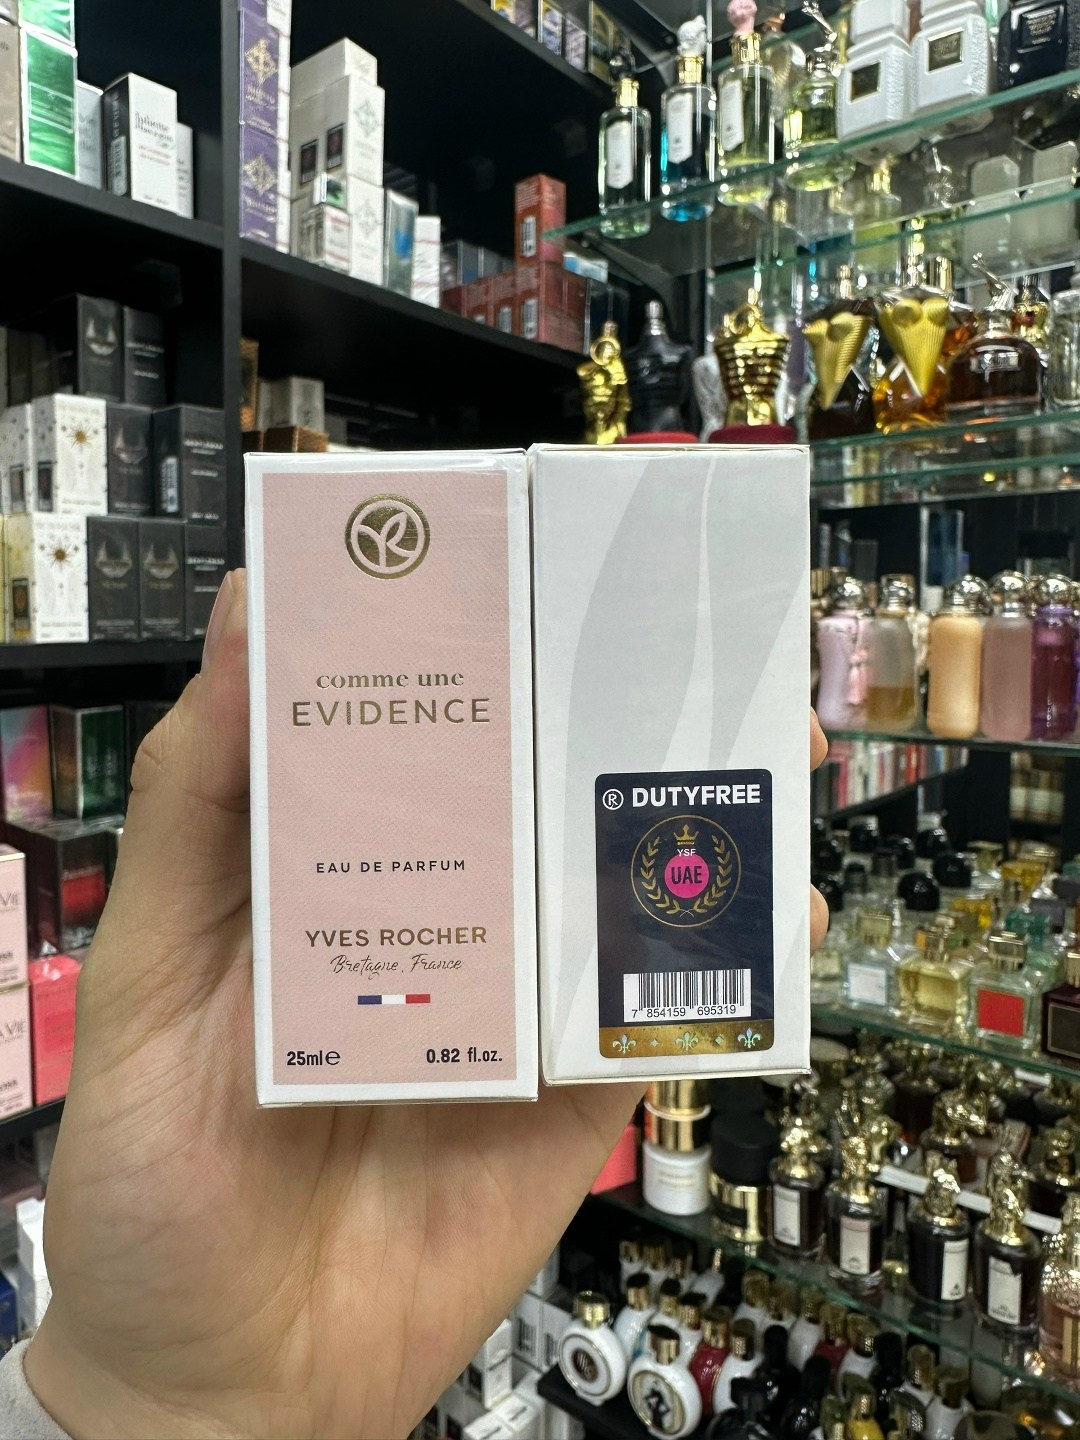 comme une
EVIDENCE
EAU DE PARFUM
YVES ROCHER
Bretagne, France
25ml℮ 0.82 fl.oz.
® DUTYFREE
YSF
UAE
7 854159 695319